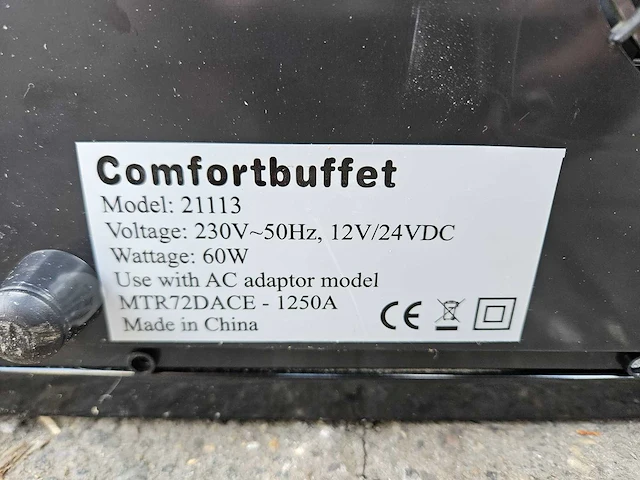 Comfortbuffet
Model: 21113
Voltage: 230V~50Hz, 12V/24VDC
Wattage: 60W
Use with AC adaptor model
MTR72DACE - 1250A
Made in China
CE